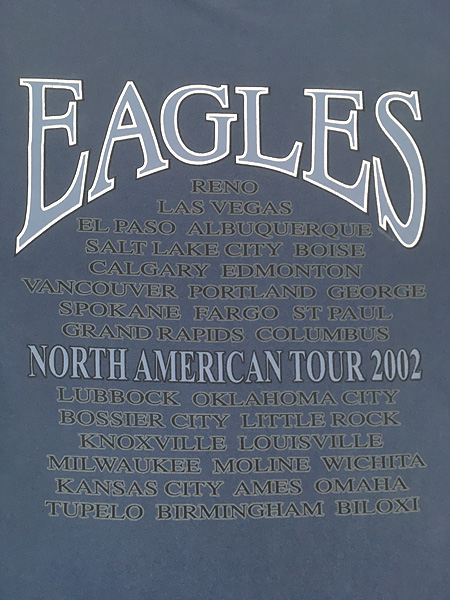 EAGLES
RENO
LAS VEGAS
EL PASO ALBUQUERQUE
SALT LAKE CITY BOISE
CALGARY EDMONTON
VANCOUVER PORTLAND GEORGE
SPOKANE FARGO ST PAUL
GRAND RAPIDS COLUMBUS
NORTH AMERICAN TOUR 2002
LUBBOCK OKLAHOMA CITY
BOSSIER CITY LITTLE ROCK
KNOXVILLE LOUISVILLE
MILWAUKEE MOLINE WICHITA
KANSAS CITY AMES OMAHA
TUPELO BIRMINGHAM BILOXI